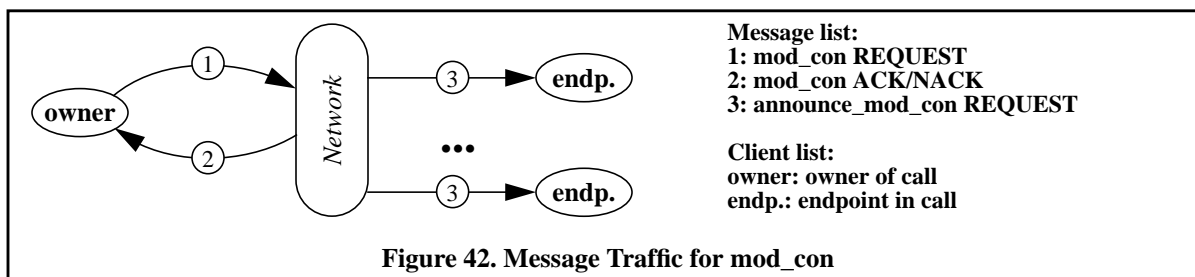 1
owner
2
Network
3
endp.
•••
3
endp.
Message list:
1: mod_con REQUEST
2: mod_con ACK/NACK
3: announce_mod_con REQUEST
Client list:
owner: owner of call
endp.: endpoint in call
Figure 42. Message Traffic for mod_con